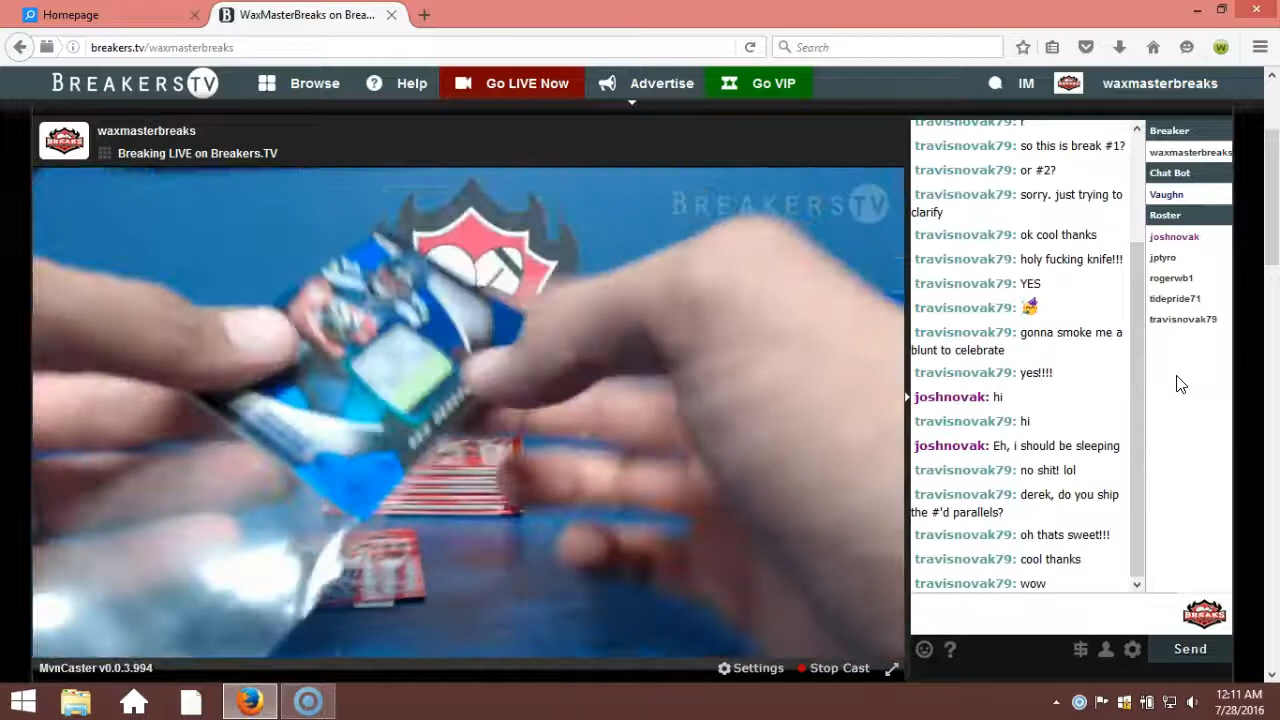 Homepage
WaxMasterBreaks on Brea...
breakers.tv/waxmasterbreaks
Search
BREAKERSTV
Browse
Help
Go LIVE Now
Advertise
Go VIP
IM
waxmasterbreaks
waxmasterbreaks
Breaking LIVE on Breakers.TV
BREAKERSTV
travisnovak79: so this is break #1?
travisnovak79: or #2?
travisnovak79: sorry. just trying to
clarify
travisnovak79: ok cool thanks
travisnovak79: holy fucking knife!!!
travisnovak79: YES
travisnovak79:
travisnovak79: gonna smoke me a
blunt to celebrate
travisnovak79: yes!!!!
joshnovak: hi
travisnovak79: hi
joshnovak: Eh, i should be sleeping
travisnovak79: no shit! lol
travisnovak79: derek, do you ship
the #'d parallels?
travisnovak79: oh thats sweet!!!
travisnovak79: cool thanks
travisnovak79: wow
Breaker
waxmasterbreaks
Chat Bot
Vaughn
Roster
joshnovak
jptyro
rogerwb1
tidepride71
travisnovak79
BREAKS
Send
MvnCaster v0.0.3.994
Settings
Stop Cast
12:11 AM
7/28/2016